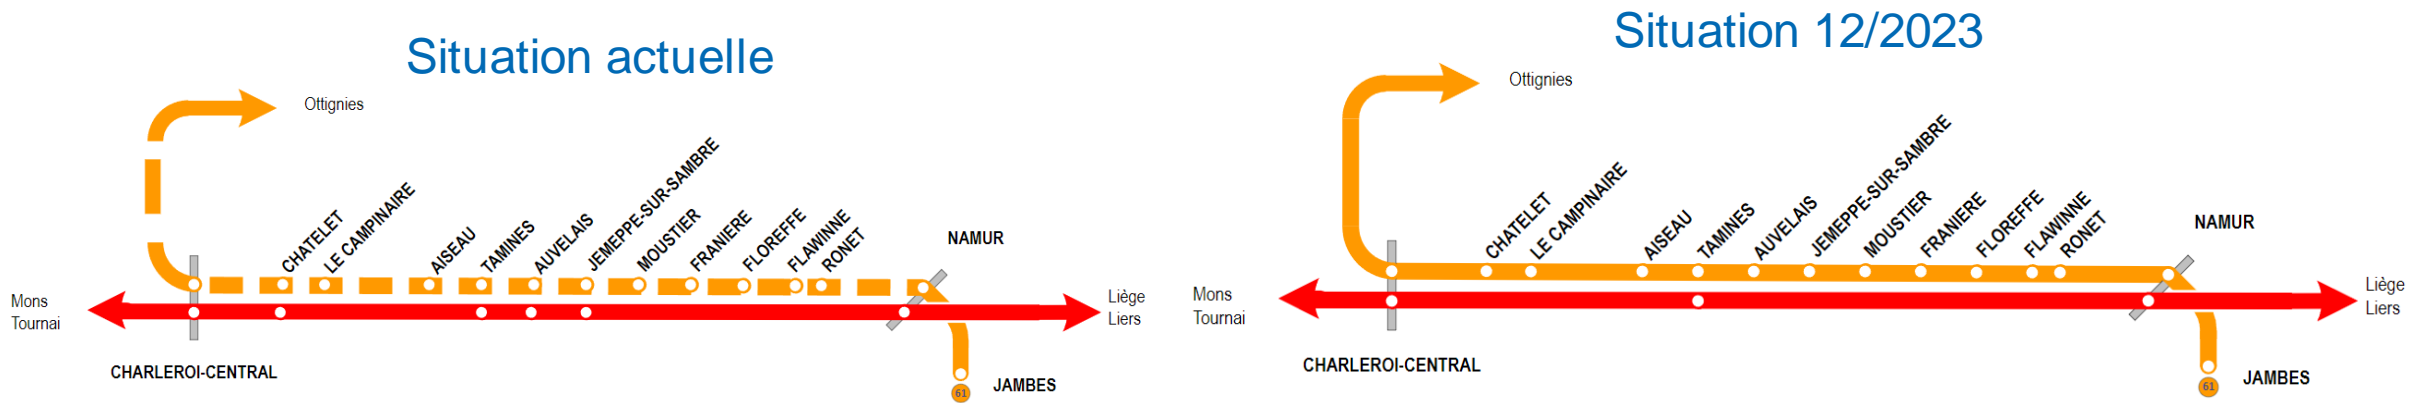 Situation actuelle
Ottignies
CHATELET
LE CAMPINAIRE
AISEAU
TAMINES
AUVELAIS
JEMEPPE-SUR-SAMBRE
MOUSTIER
FRANIERE
FLOREFFE
FLAWINNE
RONET
NAMUR
Mons
Tournai
Liège
Liers
CHARLEROI-CENTRAL
JAMBES
61
Situation 12/2023
Ottignies
CHATELET
LE CAMPINAIRE
AISEAU
TAMINES
AUVELAIS
JEMEPPE-SUR-SAMBRE
MOUSTIER
FRANIERE
FLOREFFE
FLAWINNE
RONET
NAMUR
Mons
Tournai
Liège
Liers
CHARLEROI-CENTRAL
JAMBES
61